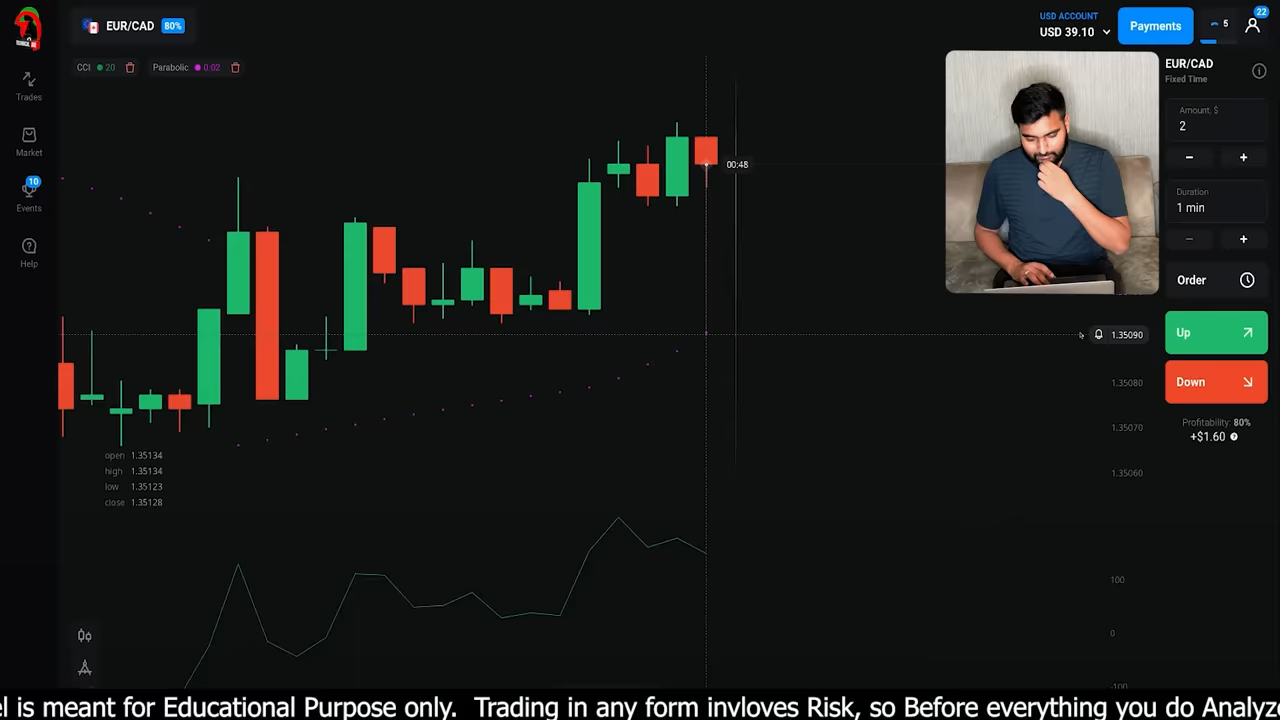 EUR/CAD 80%
USD ACCOUNT
USD 39.10
Payments
5
22
CCI 20
Parabolic 0.02
Trades
Market
10
Events
Help
EUR/CAD
Fixed Time
Amount, $
2
Duration
1 min
Order
Up
Down
Profitability: 80%
+$1.60
00:48
1.35090
1.35080
1.35070
1.35060
open 1.35134
high 1.35134
low 1.35123
close 1.35128
100
0
-100
el is meant for Educational Purpose only. Trading in any form invloves Risk, so Before everything you do Analyz